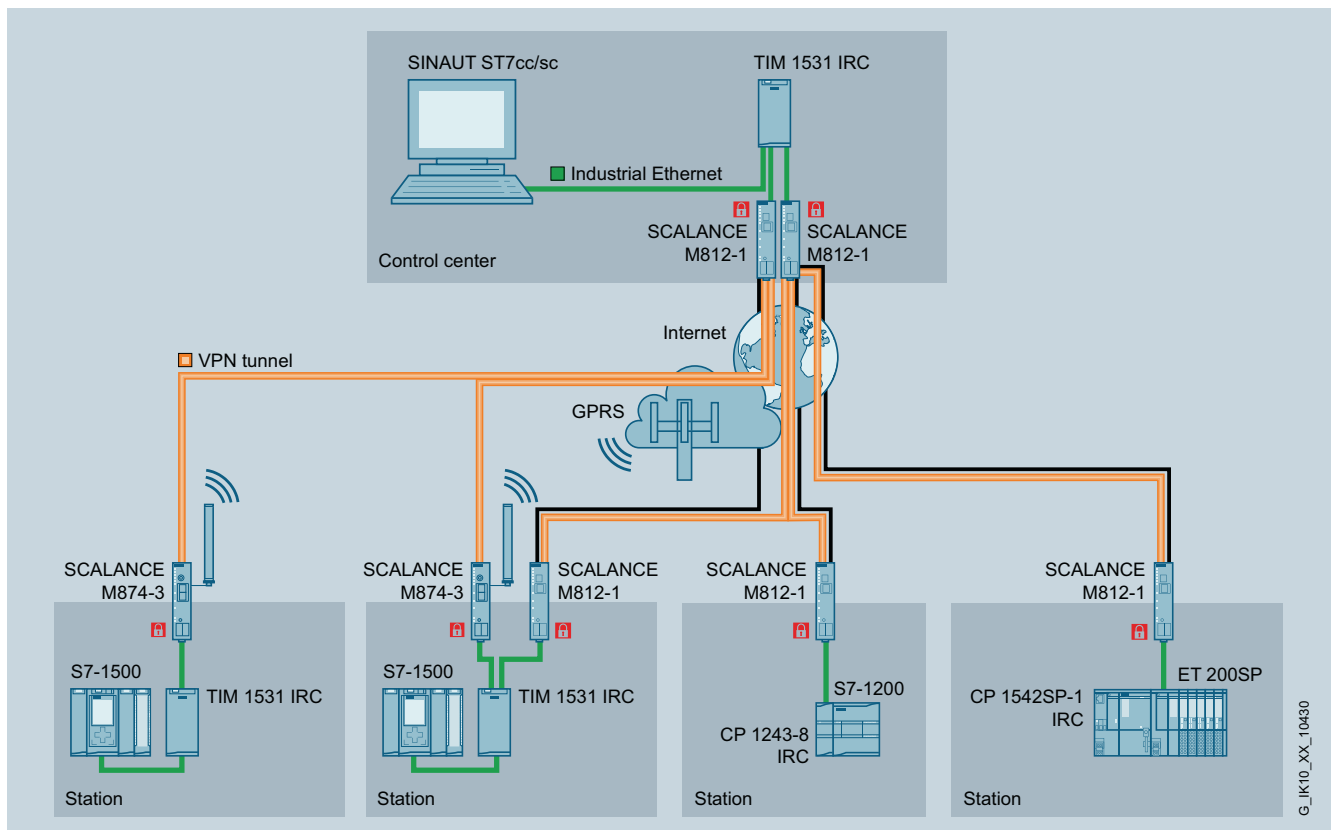 SINAUT ST7cc/sc
TIM 1531 IRC
Industrial Ethernet
SCALANCE
M812-1
SCALANCE
M812-1
Control center
Internet
VPN tunnel
GPRS
SCALANCE
M874-3
SCALANCE
M874-3
SCALANCE
M812-1
SCALANCE
M812-1
SCALANCE
M812-1
S7-1500
TIM 1531 IRC
Station
S7-1500
TIM 1531 IRC
Station
S7-1200
CP 1243-8
IRC
Station
ET 200SP
CP 1542SP-1
IRC
Station
G_IK10_XX_10430